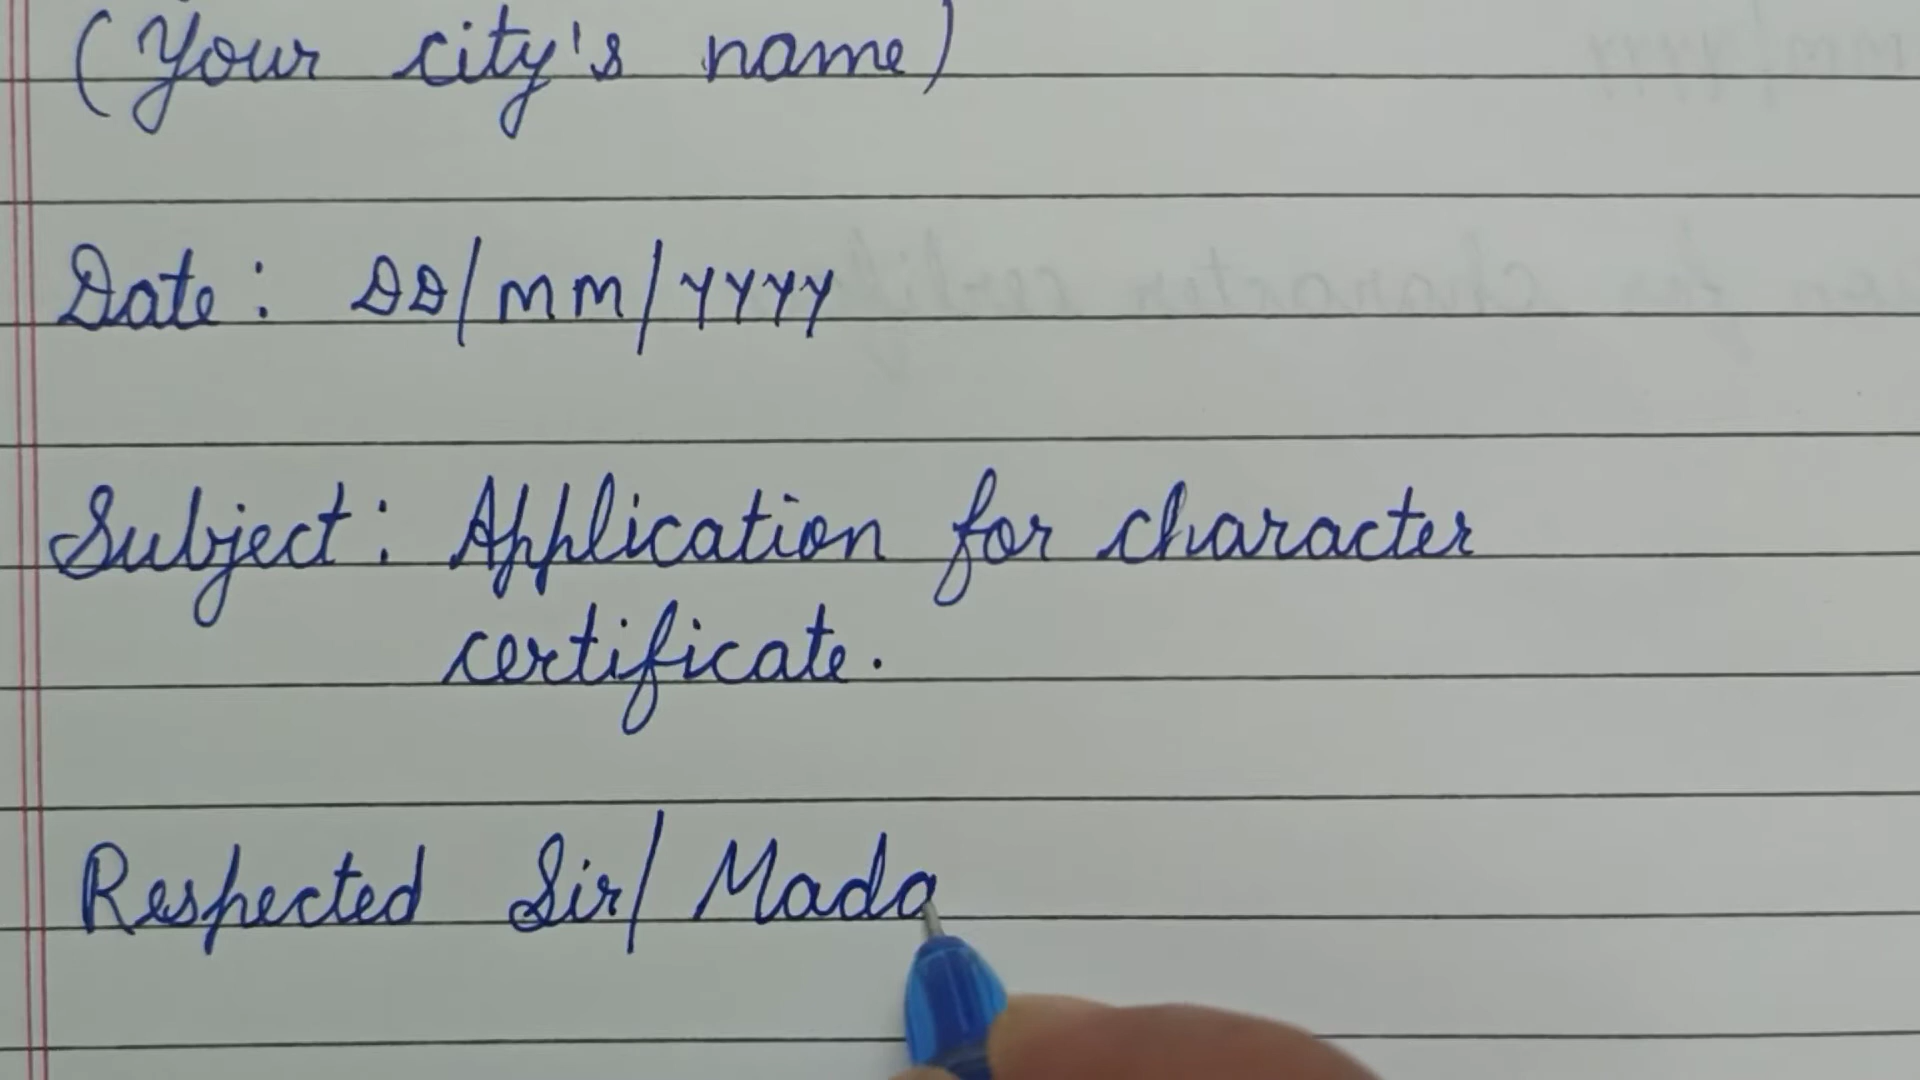 (Your city's name)
Date: DD/MM/YYYY
Subject: Application for character
certificate.
Respected Sir/Mada